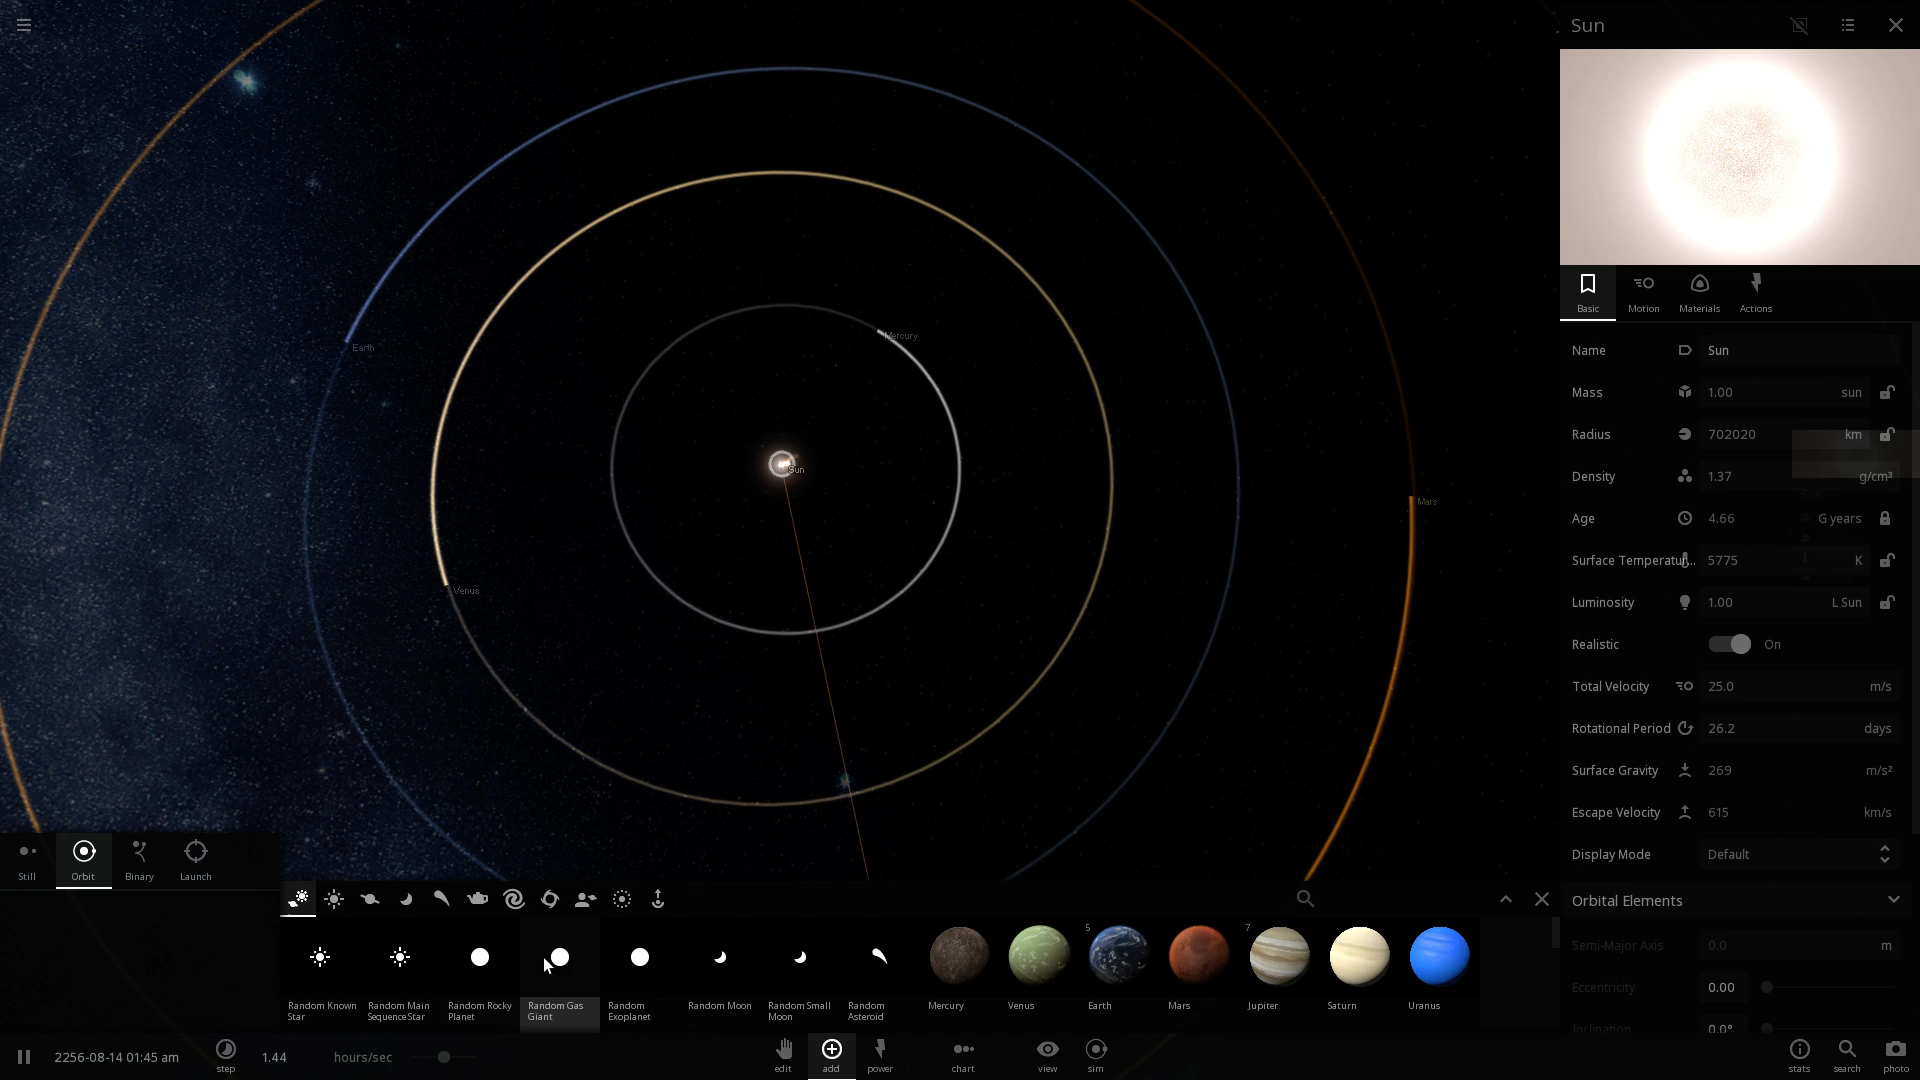 Sun
Earth
Mercury
Sun
Mars
Venus
Basic
Motion
Materials
Actions
Name
Sun
Mass
1.00
sun
Radius
702020
km
Density
1.37
g/cm³
Age
4.66
G years
Surface Temperatur...
5775
K
Luminosity
1.00
L Sun
Realistic
On
Total Velocity
25.0
m/s
Rotational Period
26.2
days
Surface Gravity
269
m/s²
Escape Velocity
615
km/s
Display Mode
Default
Orbital Elements
Semi-Major Axis
0.0
m
Eccentricity
0.00
Inclination
0.0°
Still
Orbit
Binary
Launch
5
7
Random Known
Star
Random Main
Sequence Star
Random Rocky
Planet
Random Gas
Giant
Random
Exoplanet
Random Moon
Random Small
Moon
Random
Asteroid
Mercury
Venus
Earth
Mars
Jupiter
Saturn
Uranus
2256-08-14 01:45 am
step
1.44
hours/sec
edit
add
power
chart
view
sim
stats
search
photo